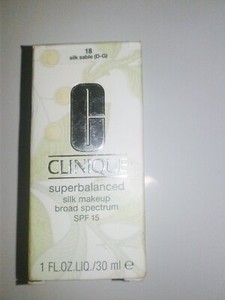 18
silk sable (D-G)
C
CLINIQUE
superbalanced
silk makeup
broad spectrum
SPF 15
1 FL.OZ.LIQ./30 ml e